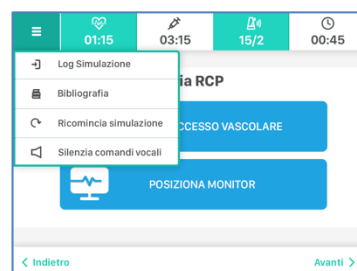 01:15
03:15
15/2
00:45
Log Simulazione
Bibliografia
Ricomincia simulazione
Silenzia comandi vocali
ia RCP
CCESSO VASCOLARE
POSIZIONA MONITOR
Indietro
Avanti